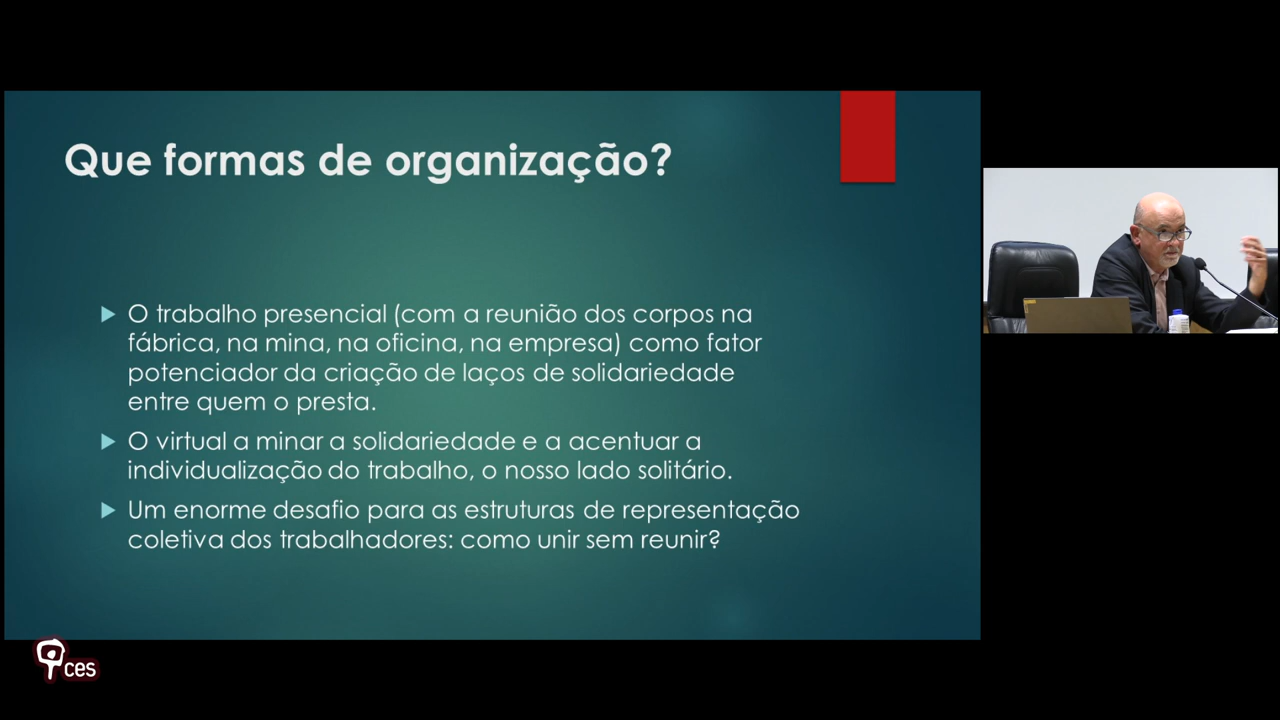 Que formas de organização?
O trabalho presencial (com a reunião dos corpos na
fábrica, na mina, na oficina, na empresa) como fator
potenciador da criação de laços de solidariedade
entre quem o presta.
O virtual a minar a solidariedade e a acentuar a
individualização do trabalho, o nosso lado solitário.
Um enorme desafio para as estruturas de representação
coletiva dos trabalhadores: como unir sem reunir?
ces